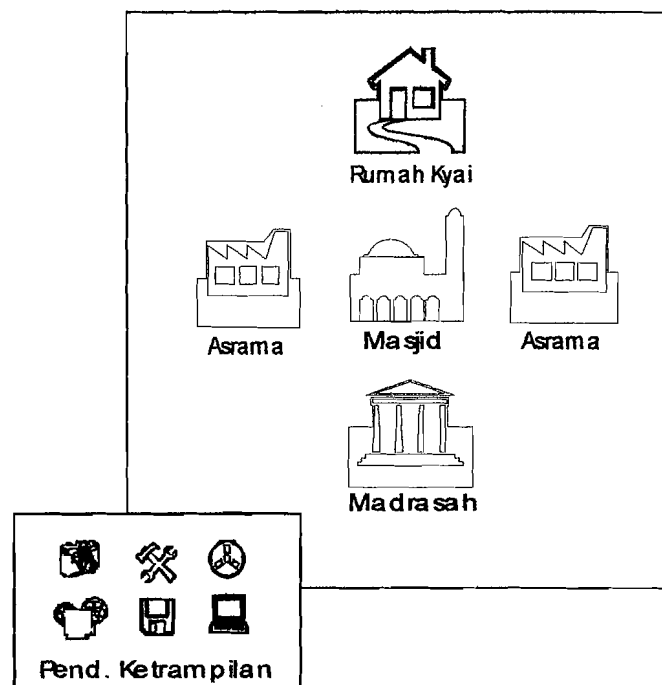 Rumah Kyai
Asrama
Masjid
Asrama
Madrasah
Pend. Ketrampilan